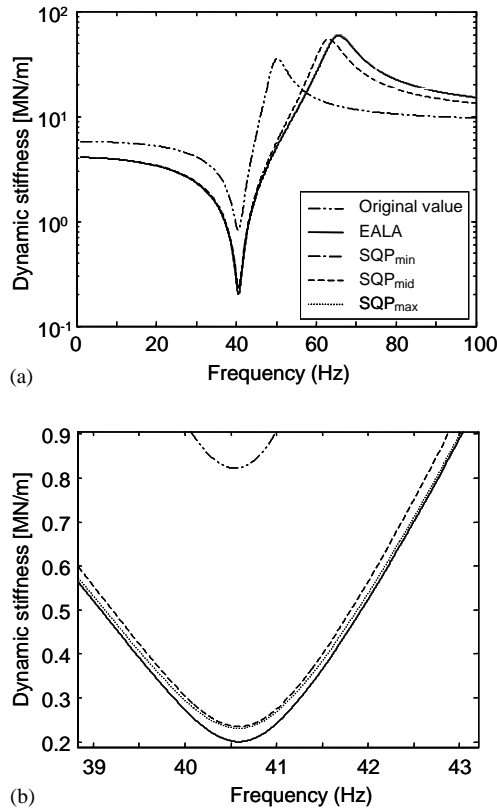 Dynamic stiffness [MN/m]
10²
10¹
10⁰
10⁻¹
Original value
EALA
SQPmin
SQPmid
SQPmax
0 20 40 60 80 100
(a)
Frequency (Hz)
Dynamic stiffness [MN/m]
0.9
0.8
0.7
0.6
0.5
0.4
0.3
0.2
39 40 41 42 43
(b)
Frequency (Hz)